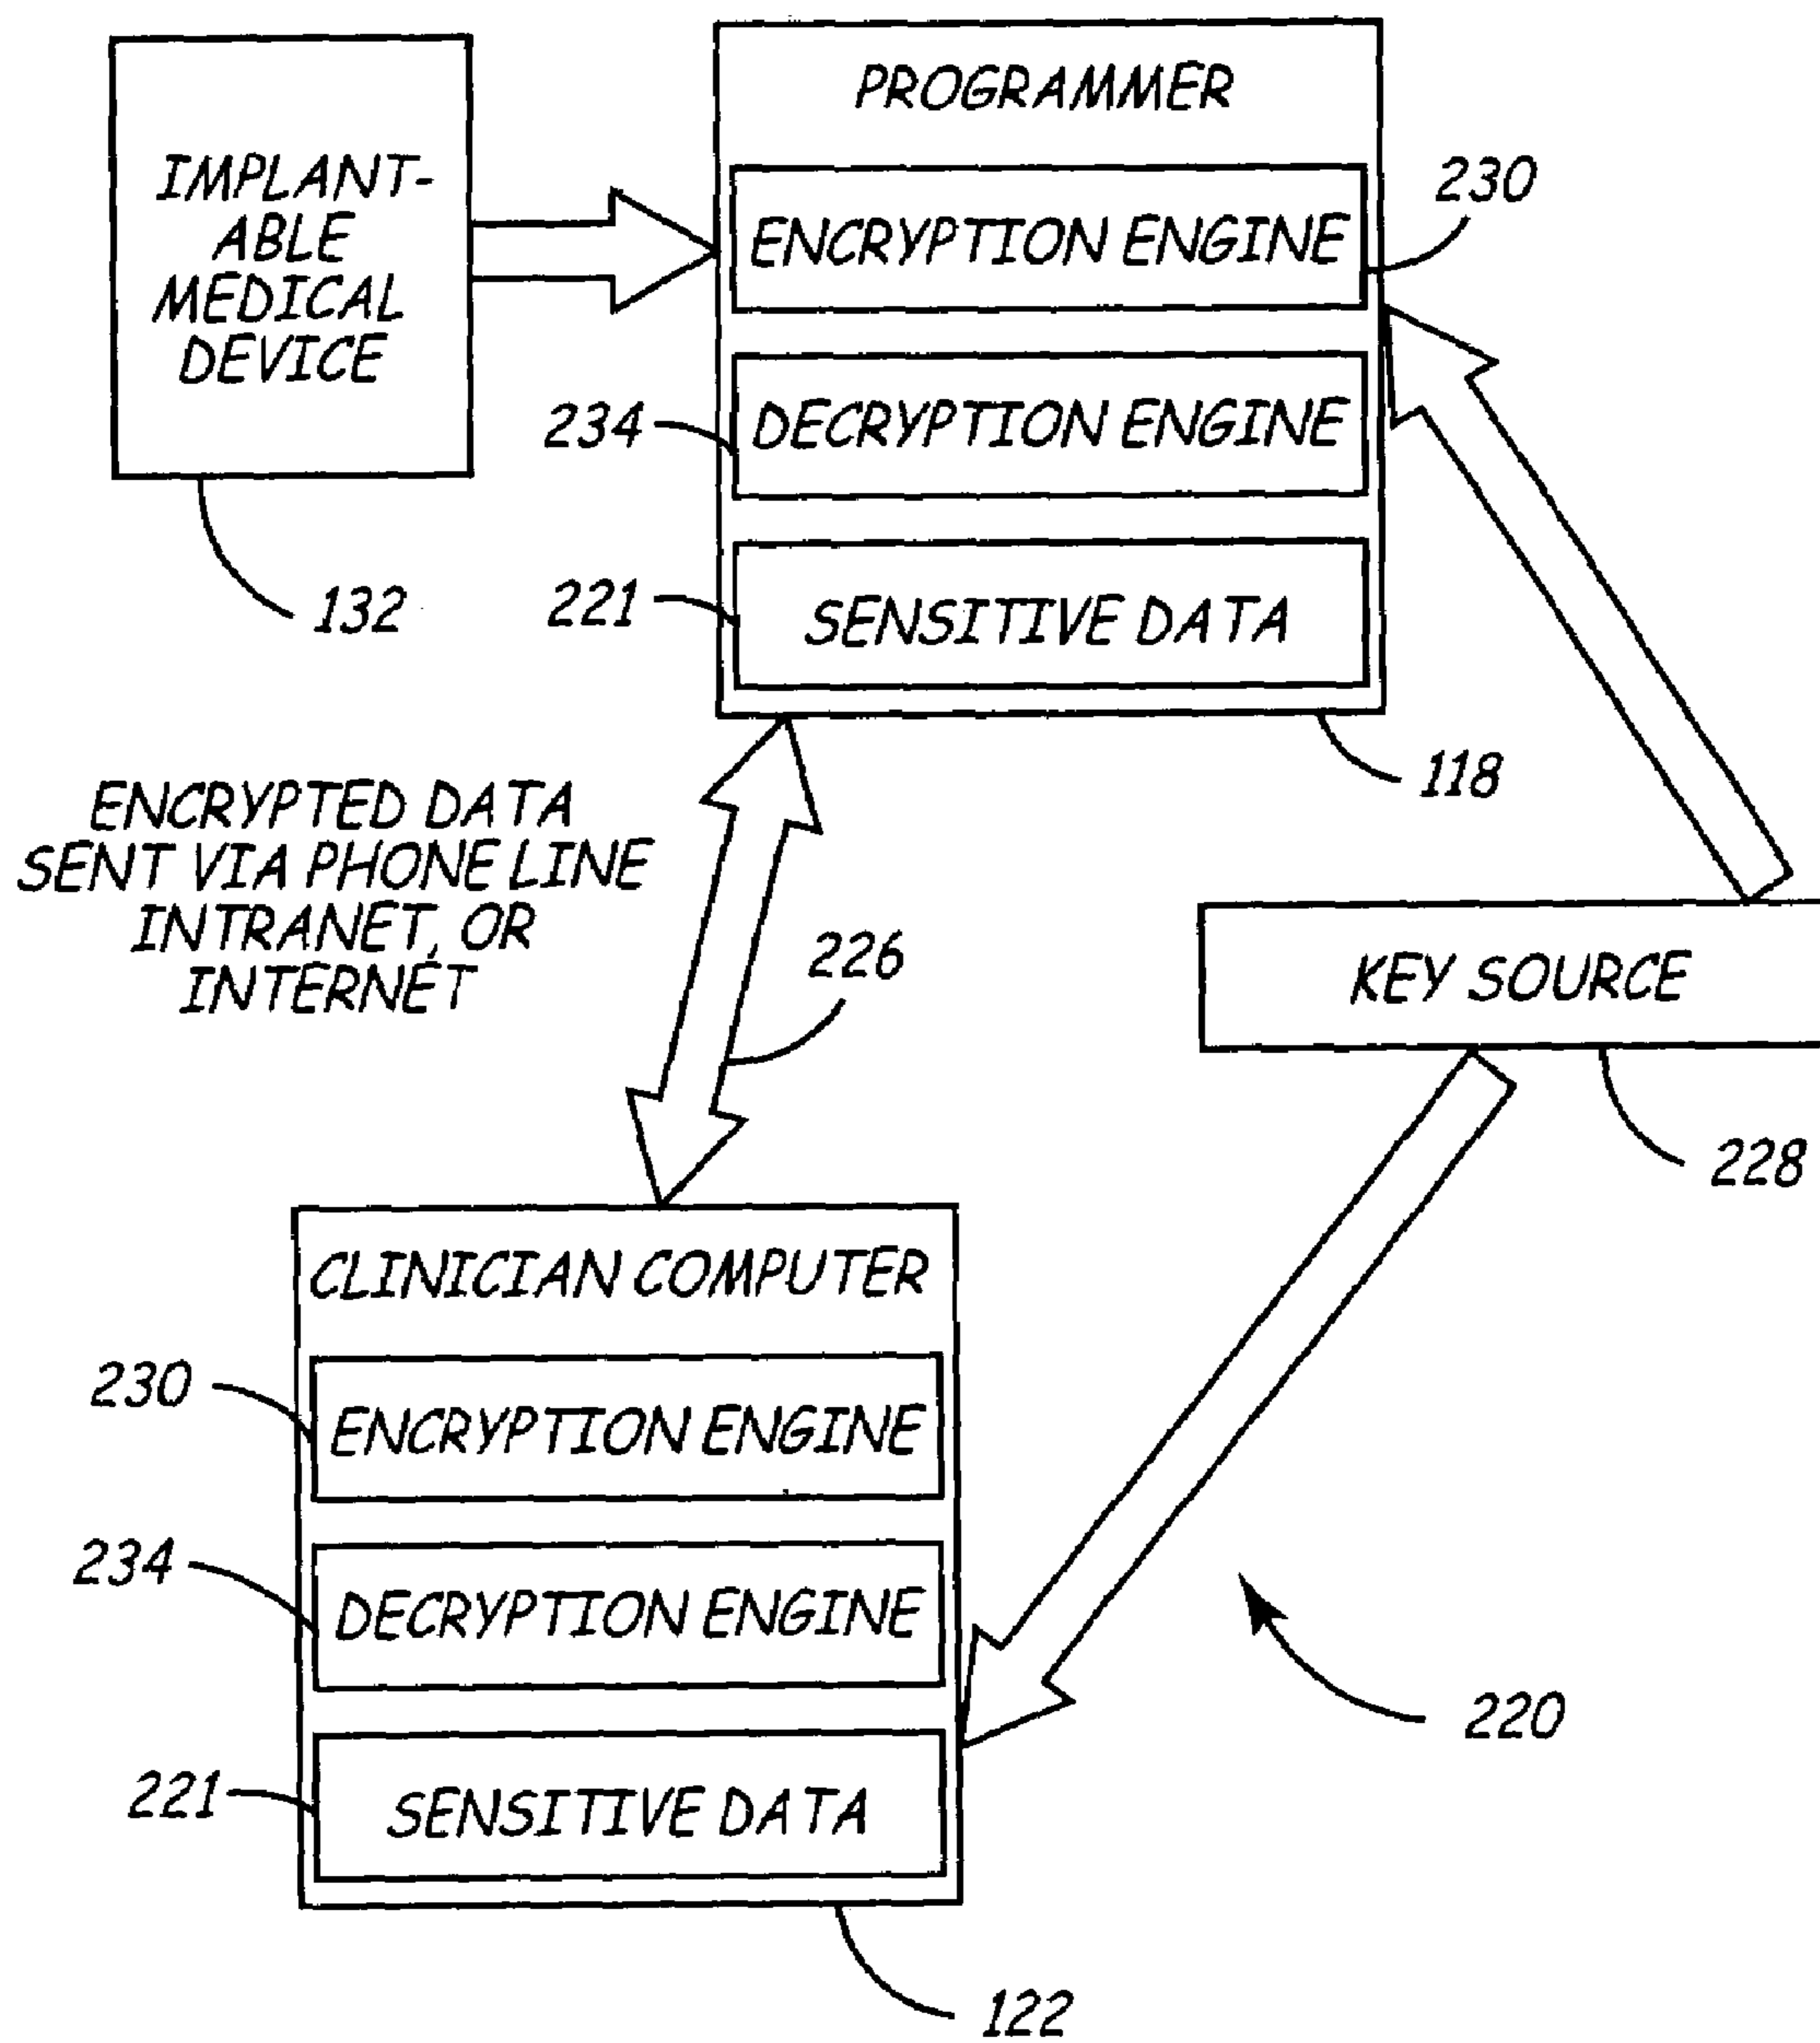 PROGRAMMER
IMPLANT-
ABLE
MEDICAL
DEVICE
132
ENCRYPTION ENGINE
230
234
DECRYPTION ENGINE
221
SENSITIVE DATA
118
ENCRYPTED DATA
SENT VIA PHONE LINE
INTRANET, OR
INTERNET
226
KEY SOURCE
228
CLINICIAN COMPUTER
230
ENCRYPTION ENGINE
234
DECRYPTION ENGINE
221
SENSITIVE DATA
220
122